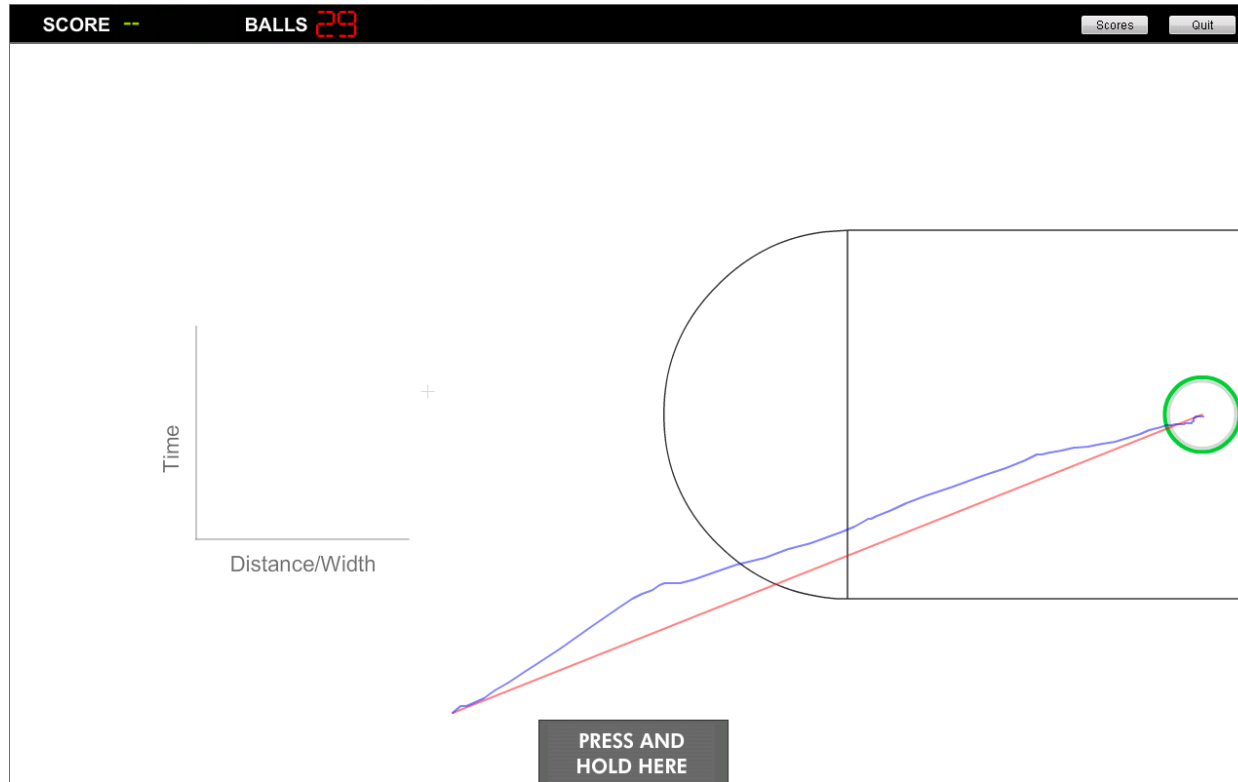 SCORE -- BALLS 29 Scores Quit
Time
Distance/Width
PRESS AND
HOLD HERE